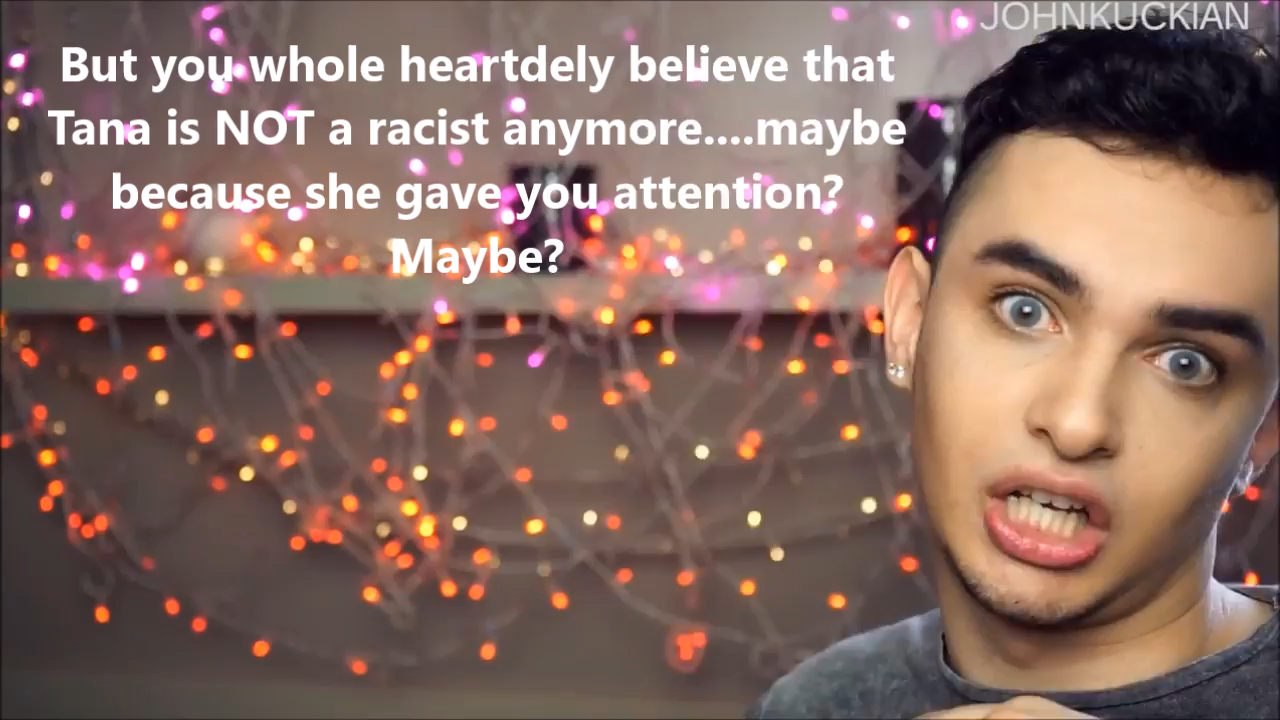 JOHNKUCKIAN
But you whole heartdely believe that
Tana is NOT a racist anymore....maybe
because she gave you attention?
Maybe?